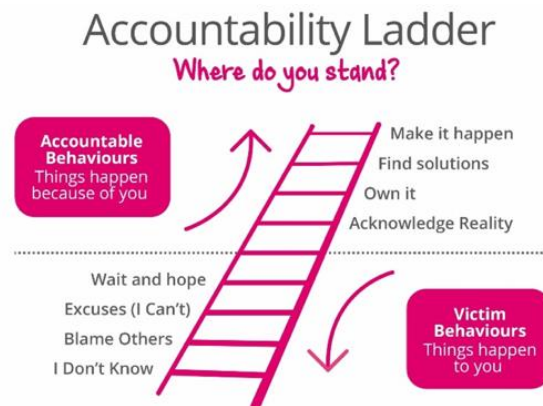 Accountability Ladder
Where do you stand?
Accountable
Behaviours
Things happen
because of you
Make it happen
Find solutions
Own it
Acknowledge Reality
Wait and hope
Excuses (I Can't)
Blame Others
I Don't Know
Victim
Behaviours
Things happen
to you